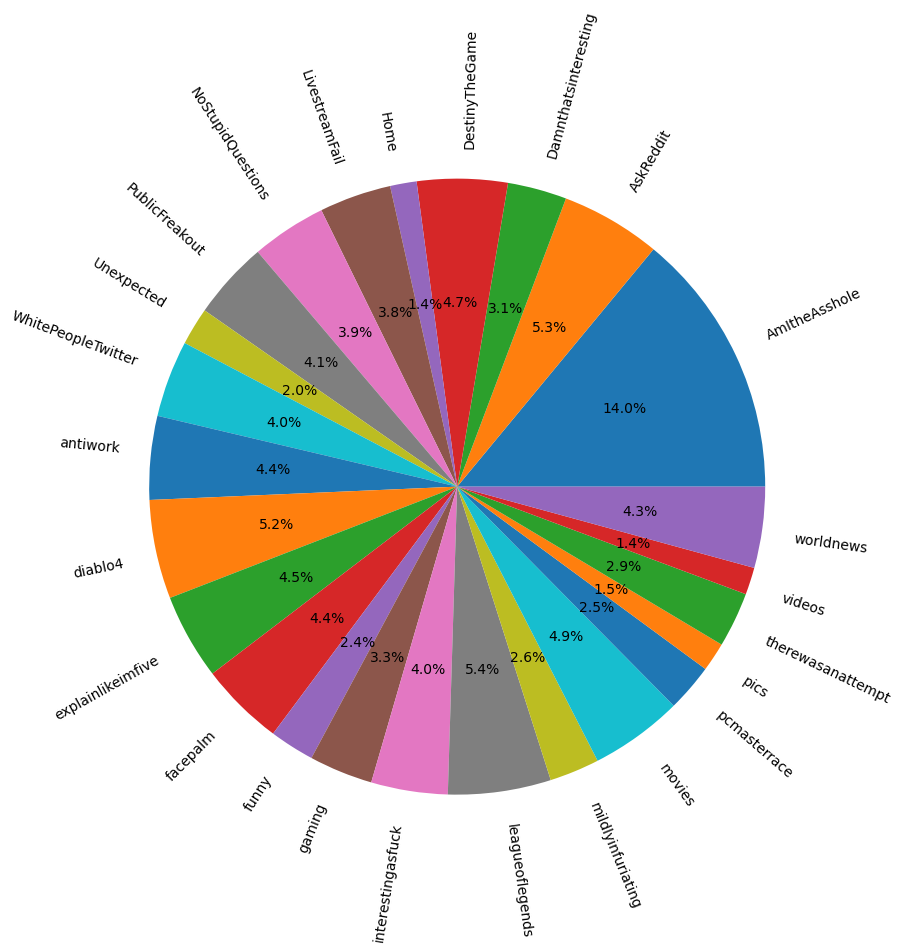 AmItheAsshole
14.0%
AskReddit
5.3%
Damnthatsinteresting
3.1%
DestinyTheGame
4.7%
Home
1.4%
LivestreamFail
3.8%
NoStupidQuestions
3.9%
PublicFreakout
4.1%
Unexpected
2.0%
WhitePeopleTwitter
4.0%
antiwork
4.4%
diablo4
5.2%
explainlikeimfive
4.5%
facepalm
4.4%
funny
2.4%
gaming
3.3%
interestingasfuck
4.0%
leagueoflegends
5.4%
mildlyinfuriating
2.6%
movies
4.9%
pcmasterrace
2.5%
pics
1.5%
therewasanattempt
2.9%
videos
1.4%
worldnews
4.3%